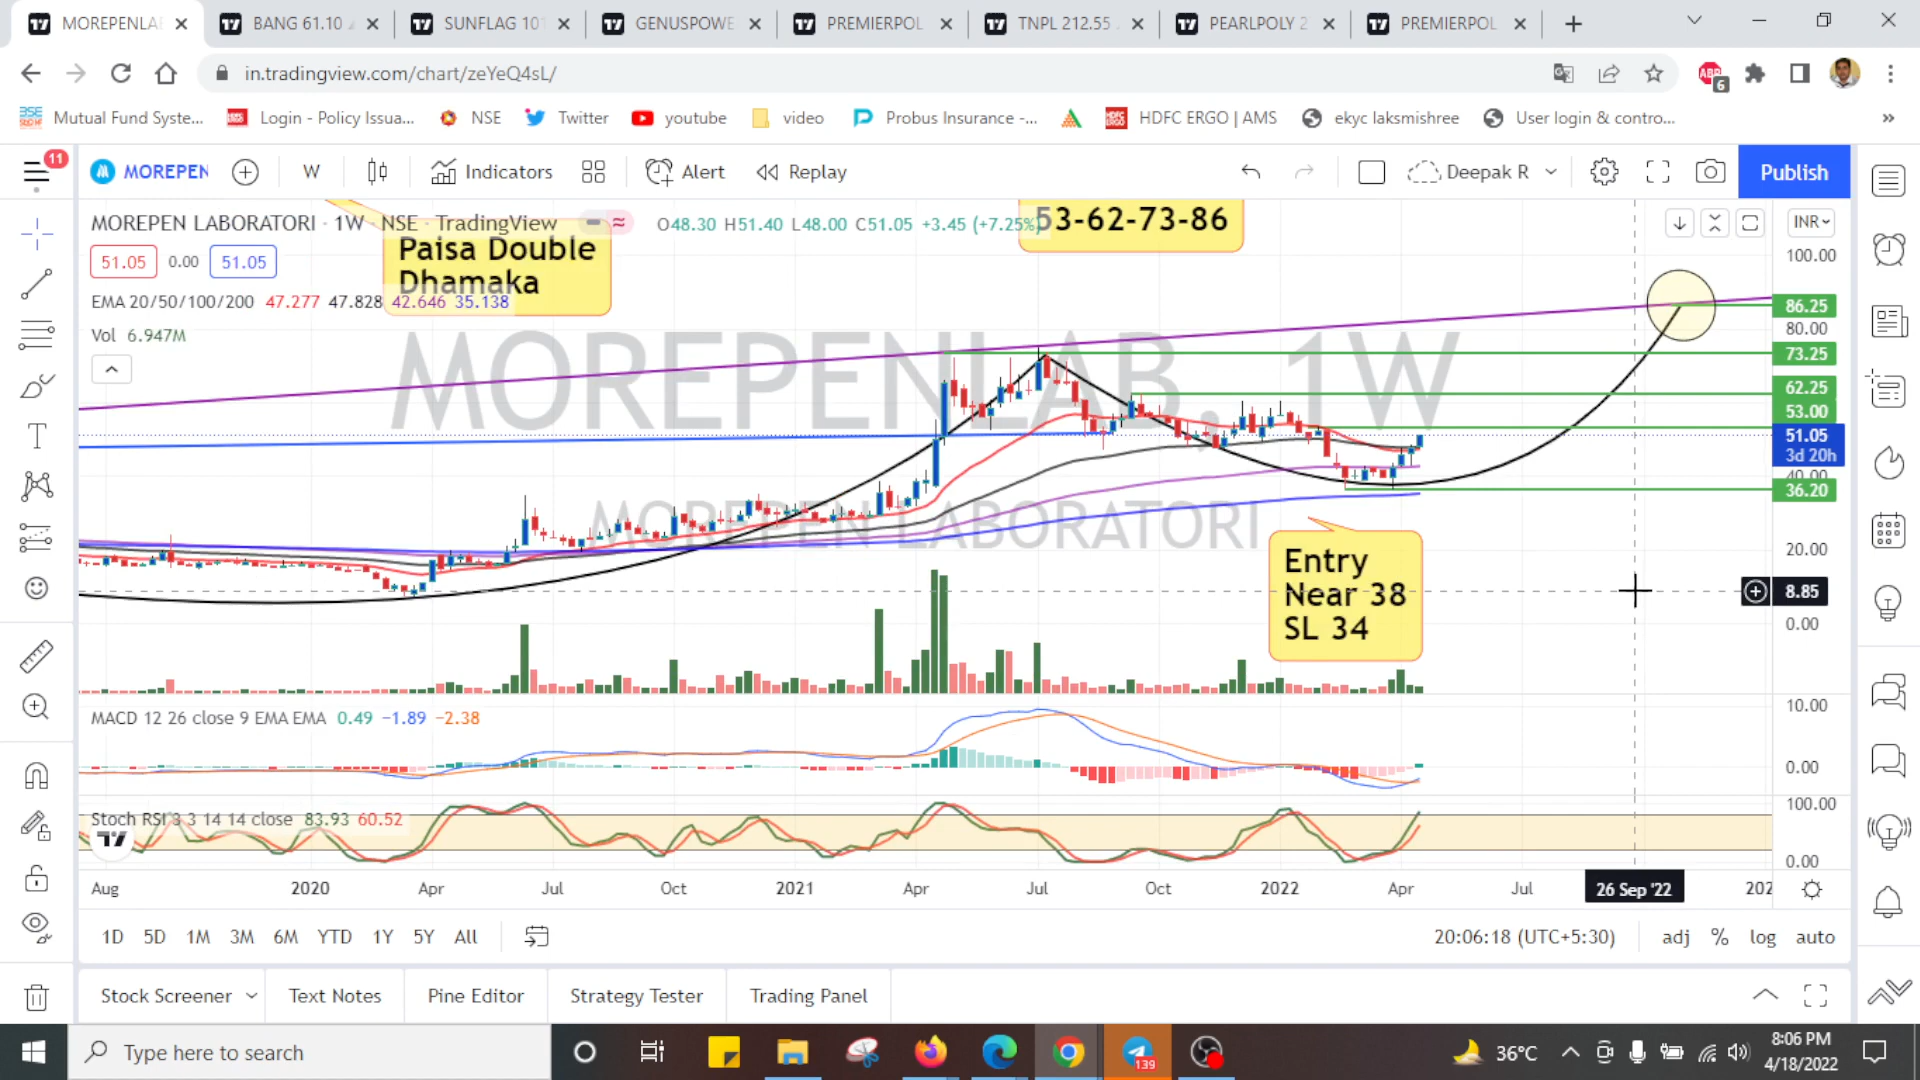 MOREPENLA
BANG 61.10
SUNFLAG 101
GENUSPOWE
PREMIERPOL
TNPL 212.55
PEARLPOLY 2
PREMIERPOL
in.tradingview.com/chart/zeYeQ4sL/
ABP
6
Mutual Fund Syste...
Login - Policy Issua...
NSE
Twitter
youtube
video
Probus Insurance -...
HDFC ERGO | AMS
ekyc laksmishree
User login & contro...
»
11
MOREPEN
W
Indicators
Alert
Replay
Deepak R
Publish
MOREPEN LABORATORI · 1W · NSE · TradingView
O48.30 H51.40 L48.00 C51.05 +3.45 (+7.25%)
53-62-73-86
INR
Paisa Double
Dhamaka
51.05 0.00 51.05
EMA 20/50/100/200 47.277 47.828 42.646 35.138
Vol 6.947M
MOREPENLAB, 1W
MOREPEN LABORATORI
100.00
86.25
80.00
73.25
62.25
53.00
51.05
3d 20h
40.00
36.20
20.00
8.85
0.00
Entry
Near 38
SL 34
MACD 12 26 close 9 EMA EMA 0.49 −1.89 −2.38
10.00
0.00
Stoch RSI 3 3 14 14 close 83.93 60.52
100.00
0.00
Aug 2020 Apr Jul Oct 2021 Apr Jul Oct 2022 Apr Jul 26 Sep '22 202
1D 5D 1M 3M 6M YTD 1Y 5Y All
20:06:18 (UTC+5:30)
adj % log auto
Stock Screener
Text Notes
Pine Editor
Strategy Tester
Trading Panel
Type here to search
139
36°C
8:06 PM
4/18/2022